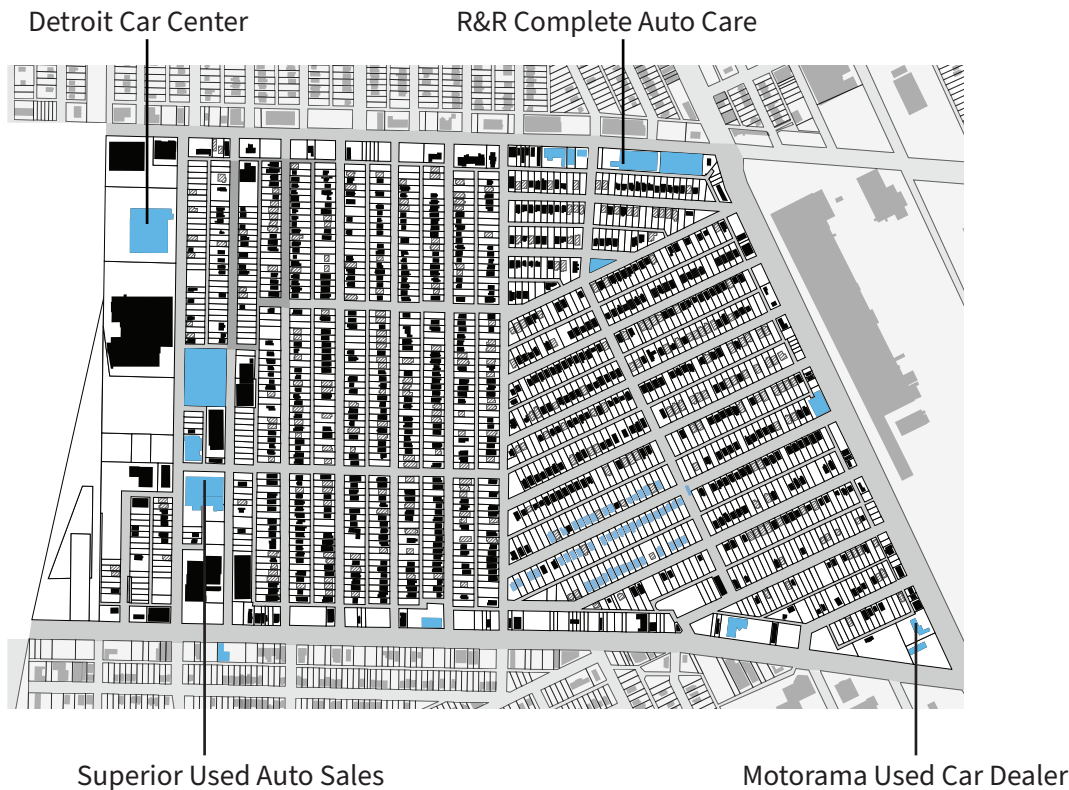 Detroit Car Center
R&R Complete Auto Care
Superior Used Auto Sales
Motorama Used Car Dealer